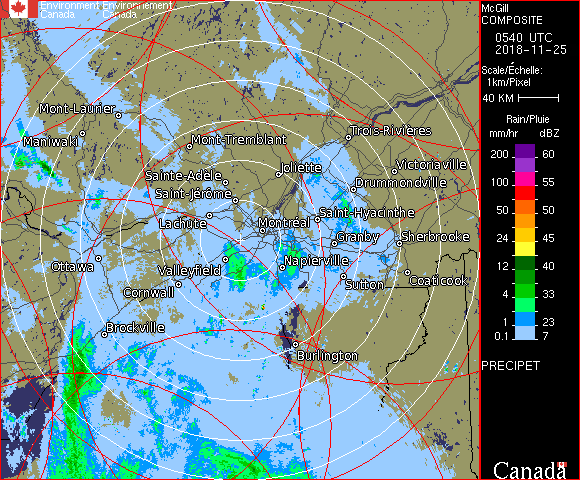 Environment Environnement
Canada Canada
McGill
COMPOSITE
0540 UTC
2018-11-25
Scale/Échelle:
1km/Pixel
40 KM
Rain/Pluie
mm/hr dBZ
200 60
100 55
50 50
24 45
12 40
4 33
1 23
0.1 7
PRECIPET
Canada
Mont-Laurier
Maniwaki
Mont-Tremblant
Trois-Rivières
Joliette
Victoriaville
Sainte-Adèle
Drummondville
Saint-Jérôme
Saint-Hyacinthe
Lachute
Montréal
Granby
Sherbrooke
Ottawa
Valleyfield
Napierville
Cornwall
Sutton
Coaticook
Brockville
Burlington